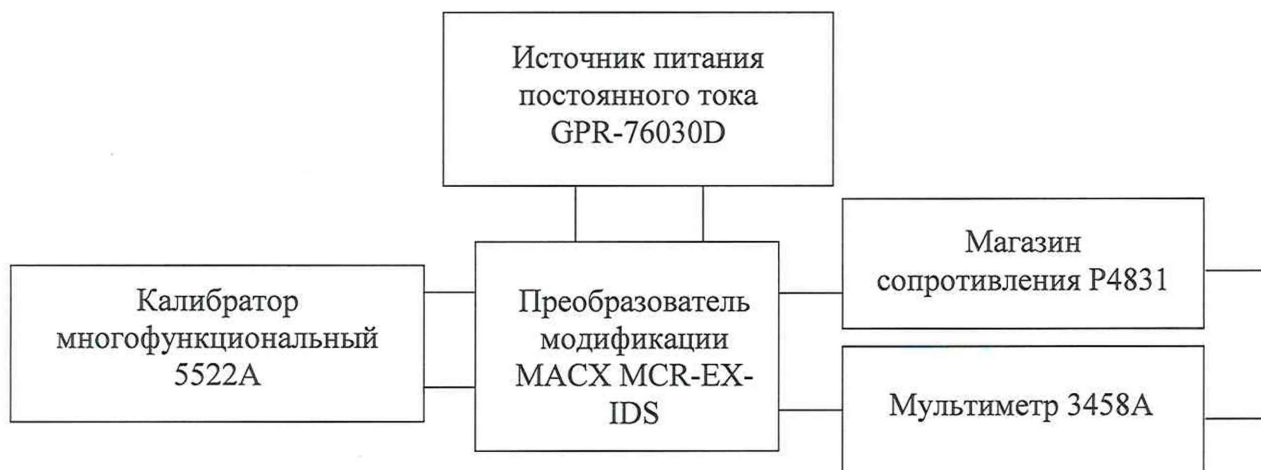 Источник питания
постоянного тока
GPR-76030D
Магазин
сопротивления Р4831
Калибратор
многофункциональный
5522А
Преобразователь
модификации
MACX MCR-EX-
IDS
Мультиметр 3458А